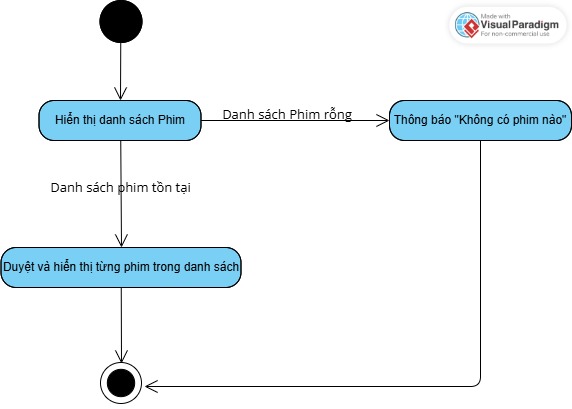 Made with
Visual Paradigm
For non-commercial use
Hiển thị danh sách Phim
Danh sách Phim rỗng
Thông báo "Không có phim nào"
Danh sách phim tồn tại
Duyệt và hiển thị từng phim trong danh sách